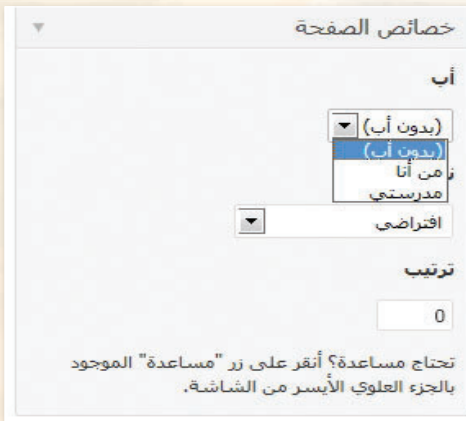 خصائص الصفحة
أب
(بدون أب)
(بدون أب)
من أنا
مدرستي
افتراضي
ترتيب
0
تحتاج مساعدة؟ أنقر على زر "مساعدة" الموجود
بالجزء العلوي الأيسر من الشاشة.